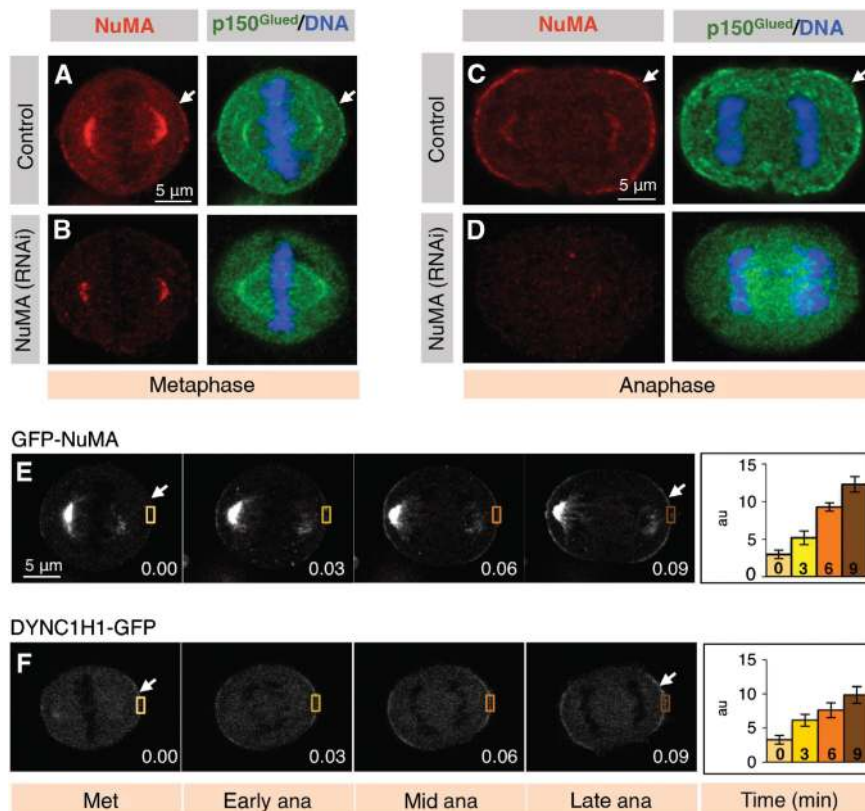 NuMA
p150Glued/DNA
NuMA
p150Glued/DNA
Control
A
5 µm
Control
C
5 µm
NuMA (RNAi)
B
NuMA (RNAi)
D
Metaphase
Anaphase
GFP-NuMA
E
5 µm
0.00
0.03
0.06
0.09
au
15
10
5
0
0 3 6 9
DYNC1H1-GFP
F
0.00
0.03
0.06
0.09
au
15
10
5
0
0 3 6 9
Met
Early ana
Mid ana
Late ana
Time (min)